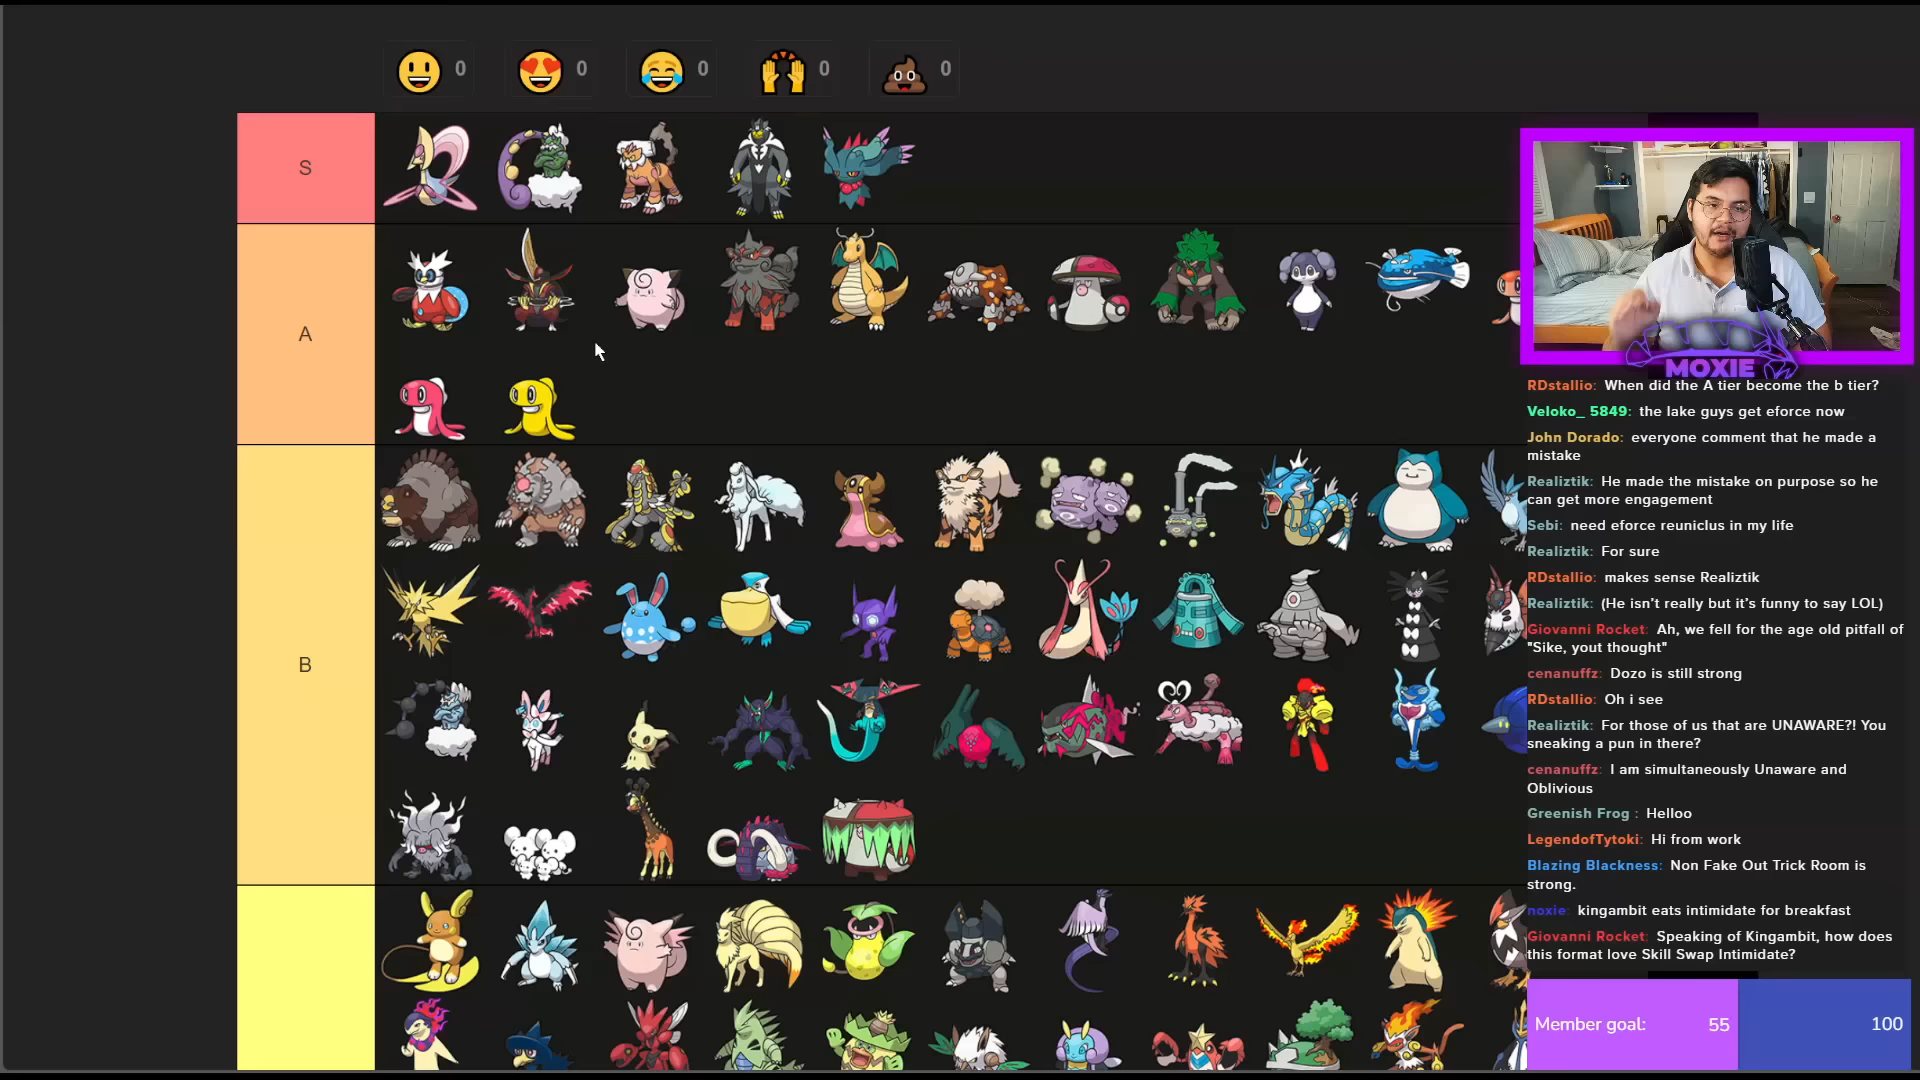 0 0 0 0 0
S
A
B
MOXIE
RDstallio: When did the A tier become the b tier?
Veloko_ 5849: the lake guys get eforce now
John Dorado: everyone comment that he made a
mistake
Realiztik: He made the mistake on purpose so he
can get more engagement
Sebi: need eforce reuniclus in my life
Realiztik: For sure
RDstallio: makes sense Realiztik
Realiztik: (He isn't really but it's funny to say LOL)
Giovanni Rocket: Ah, we fell for the age old pitfall of
"Sike, yout thought"
cenanuffz: Dozo is still strong
RDstallio: Oh i see
Realiztik: For those of us that are UNAWARE?! You
sneaking a pun in there?
cenanuffz: I am simultaneously Unaware and
Oblivious
Greenish Frog : Helloo
LegendofTytoki: Hi from work
Blazing Blackness: Non Fake Out Trick Room is
strong.
noxie: kingambit eats intimidate for breakfast
Giovanni Rocket: Speaking of Kingambit, how does
this format love Skill Swap Intimidate?
Member goal: 55 100